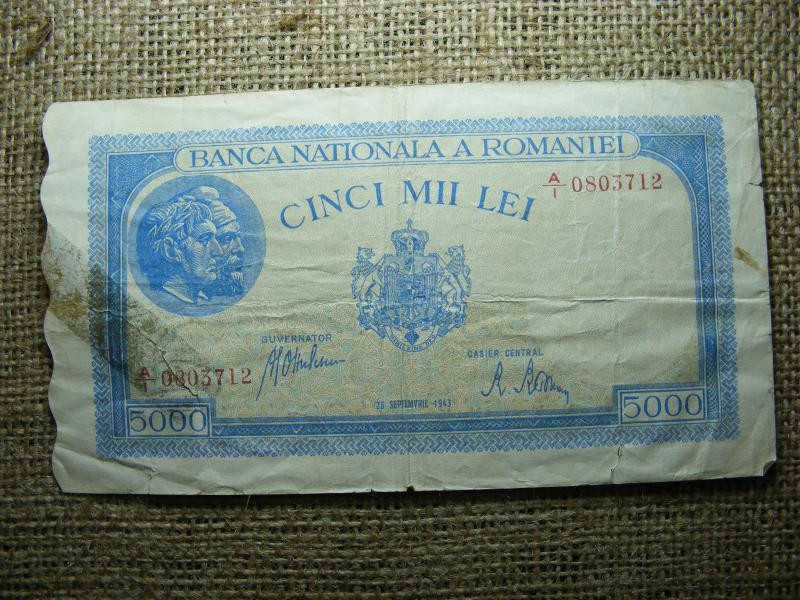 BANCA NATIONALA A ROMANIEI
CINCI MII LEI
A/1 0803712
GUVERNATOR
CASIER CENTRAL
A/1 0803712
28 SEPTEMVRIE 1943
5000
5000